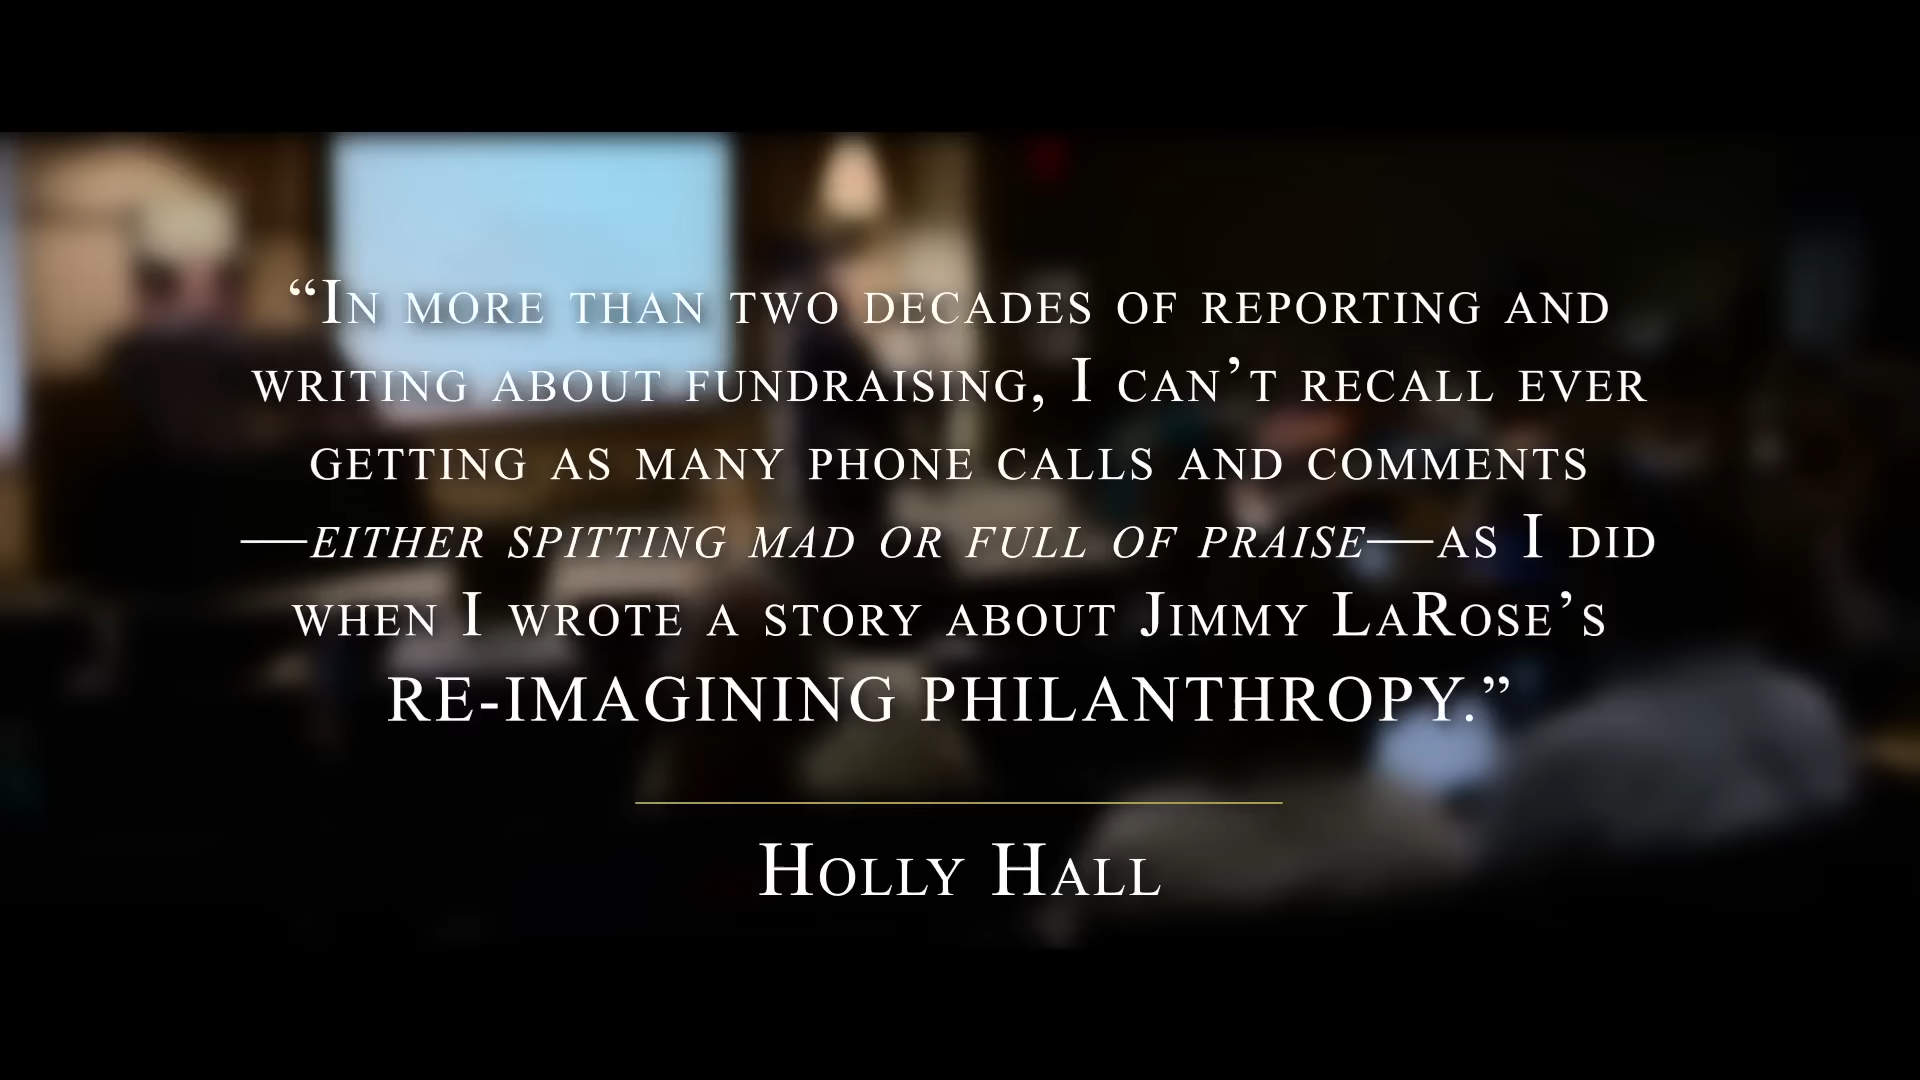 “In more than two decades of reporting and
writing about fundraising, I can’t recall ever
getting as many phone calls and comments
—either spitting mad or full of praise—as I did
when I wrote a story about Jimmy LaRose’s
RE-IMAGINING PHILANTHROPY.”
Holly Hall